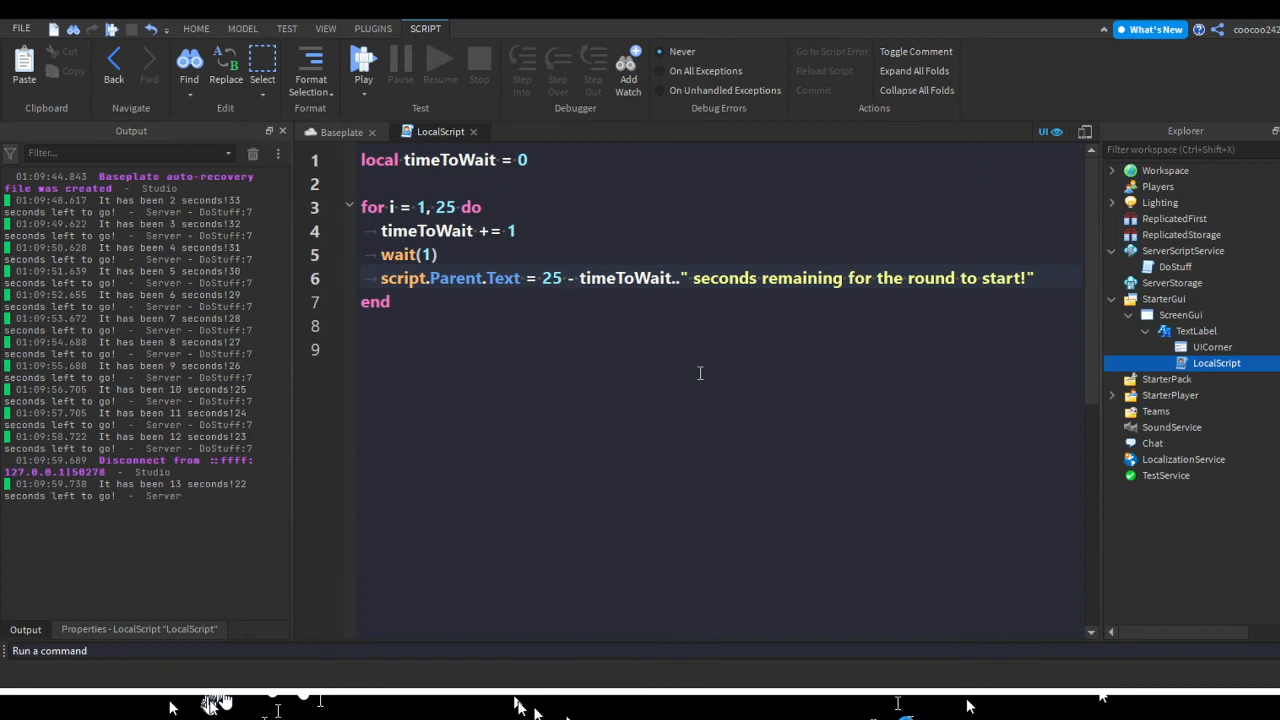 FILE HOME MODEL TEST VIEW PLUGINS SCRIPT What's New coocoo242
Paste Cut Copy Back Fwd Find Replace Select Format Selection Play Pause Resume Stop Step Into Step Over Step Out Add Watch Never On All Exceptions On Unhandled Exceptions Go to Script Error Reload Script Commit Toggle Comment Expand All Folds Collapse All Folds
Clipboard Navigate Edit Format Test Debugger Debug Errors Actions
Output Baseplate LocalScript UI Explorer
Filter...
Filter workspace (Ctrl+Shift+X)
01:09:44.843 Baseplate auto-recovery
file was created - Studio
01:09:48.617 It has been 2 seconds!33
seconds left to go! - Server - DoStuff:7
01:09:49.622 It has been 3 seconds!32
seconds left to go! - Server - DoStuff:7
01:09:50.628 It has been 4 seconds!31
seconds left to go! - Server - DoStuff:7
01:09:51.639 It has been 5 seconds!30
seconds left to go! - Server - DoStuff:7
01:09:52.655 It has been 6 seconds!29
seconds left to go! - Server - DoStuff:7
01:09:53.672 It has been 7 seconds!28
seconds left to go! - Server - DoStuff:7
01:09:54.688 It has been 8 seconds!27
seconds left to go! - Server - DoStuff:7
01:09:55.688 It has been 9 seconds!26
seconds left to go! - Server - DoStuff:7
01:09:56.705 It has been 10 seconds!25
seconds left to go! - Server - DoStuff:7
01:09:57.705 It has been 11 seconds!24
seconds left to go! - Server - DoStuff:7
01:09:58.722 It has been 12 seconds!23
seconds left to go! - Server - DoStuff:7
01:09:59.689 Disconnect from ::ffff:
127.0.0.1|50278 - Studio
01:09:59.738 It has been 13 seconds!22
seconds left to go! - Server
1 local timeToWait = 0
2
3 for i = 1, 25 do
4 timeToWait += 1
5 wait(1)
6 script.Parent.Text = 25 - timeToWait.." seconds remaining for the round to start!"
7 end
8
9
Workspace
Players
Lighting
ReplicatedFirst
ReplicatedStorage
ServerScriptService
DoStuff
ServerStorage
StarterGui
ScreenGui
TextLabel
UICorner
LocalScript
StarterPack
StarterPlayer
Teams
SoundService
Chat
LocalizationService
TestService
Output Properties - LocalScript "LocalScript"
Run a command